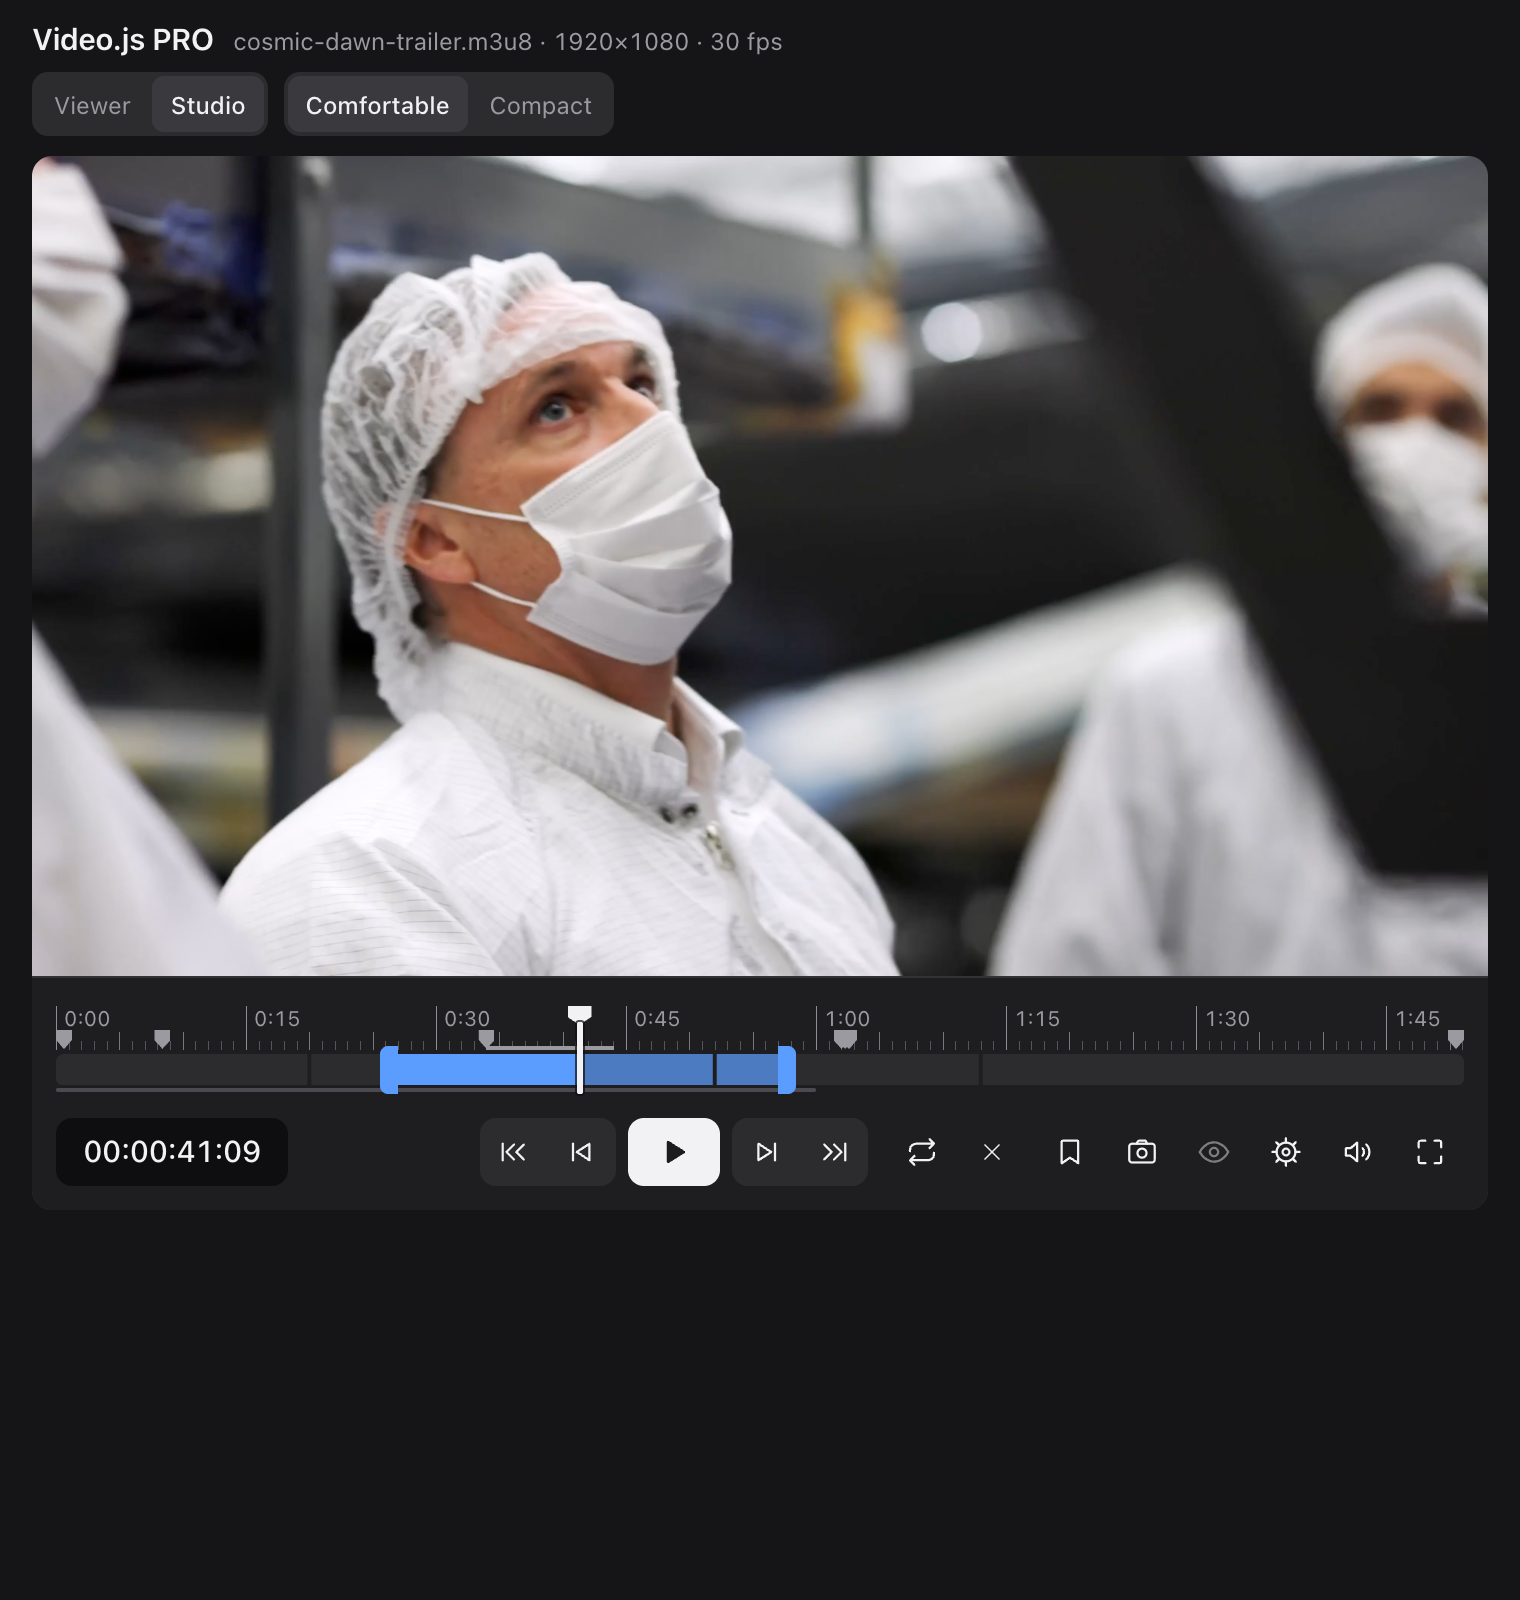 Video.js PRO cosmic-dawn-trailer.m3u8 · 1920×1080 · 30 fps
Viewer Studio Comfortable Compact
0:00 0:15 0:30 0:45 1:00 1:15 1:30 1:45
00:00:41:09